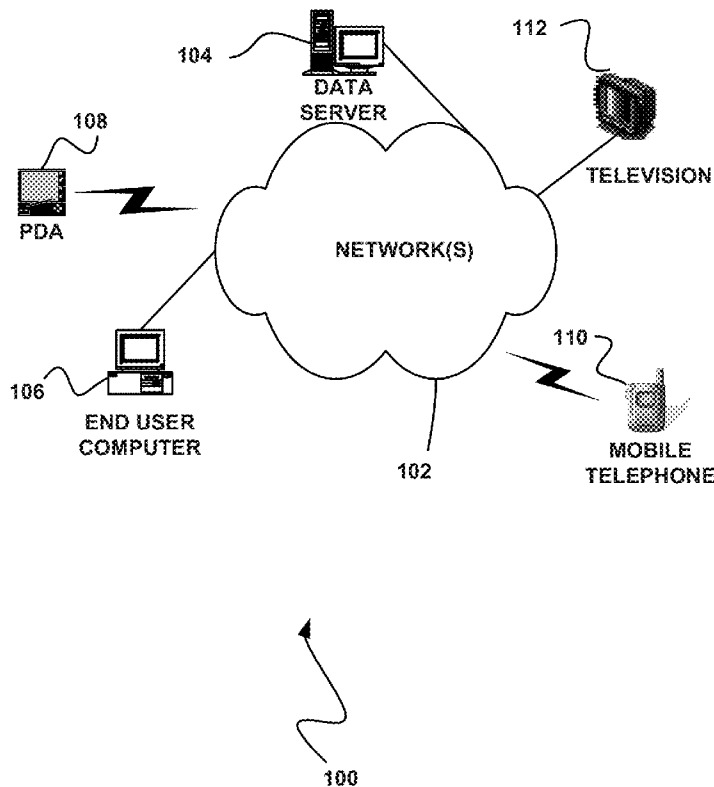 104
DATA
SERVER
112
TELEVISION
108
PDA
NETWORK(S)
106
END USER
COMPUTER
110
MOBILE
TELEPHONE
102
100